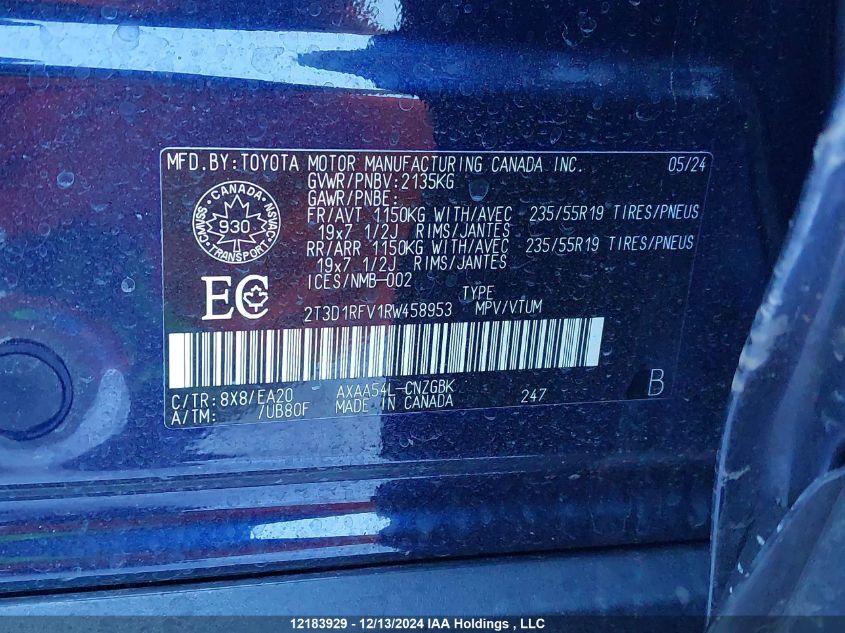 MFD.BY:TOYOTA MOTOR MANUFACTURING CANADA INC. 05/24
GVWR/PNBV:2135KG
GAWR/PNBE:
FR/AVT 1150KG WITH/AVEC 235/55R19 TIRES/PNEUS
19x7 1/2J RIMS/JANTES
RR/ARR 1150KG WITH/AVEC 235/55R19 TIRES/PNEUS
19x7 1/2J RIMS/JANTES
ICES/NMB-002
CANADA
CMVSS 930 NSVAC
TRANSPORT
EC
TYPE
2T3D1RFV1RW458953 MPV/VTUM
C/TR:8X8/EA20 AXAA54L-CNZGBK 247 B
A/TM: /UB80F MADE IN CANADA
12183929 - 12/13/2024 IAA Holdings , LLC